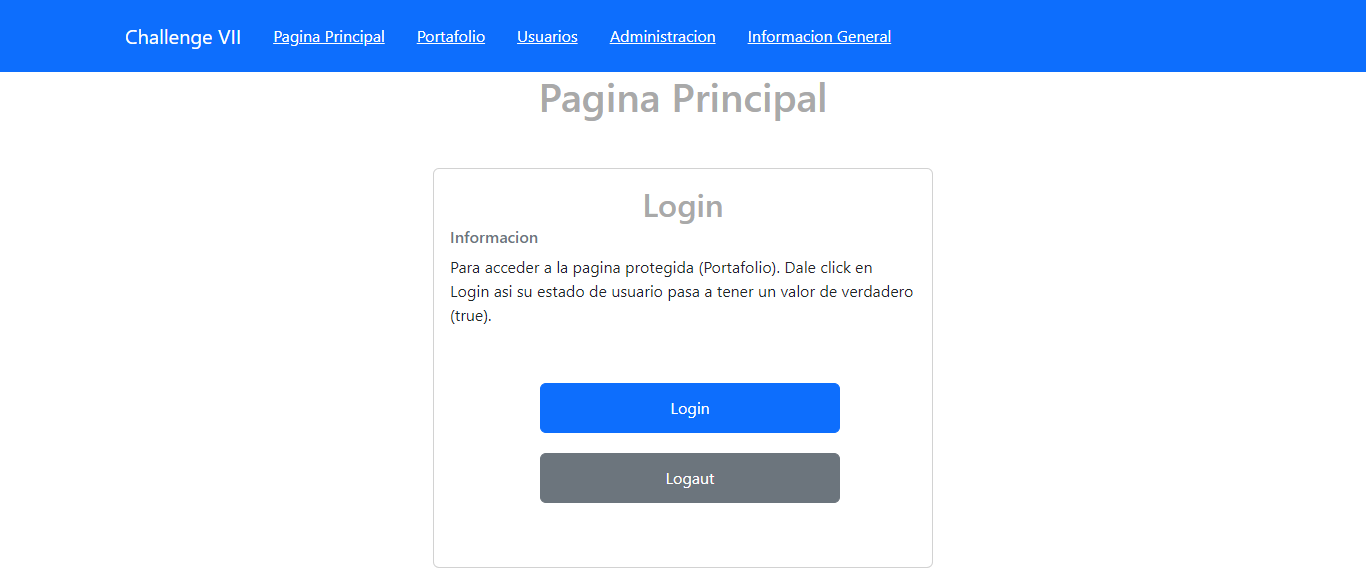 Challenge VII Pagina Principal Portafolio Usuarios Administracion Informacion General
Pagina Principal
Login
Informacion
Para acceder a la pagina protegida (Portafolio). Dale click en
Login asi su estado de usuario pasa a tener un valor de verdadero
(true).
Login
Logaut